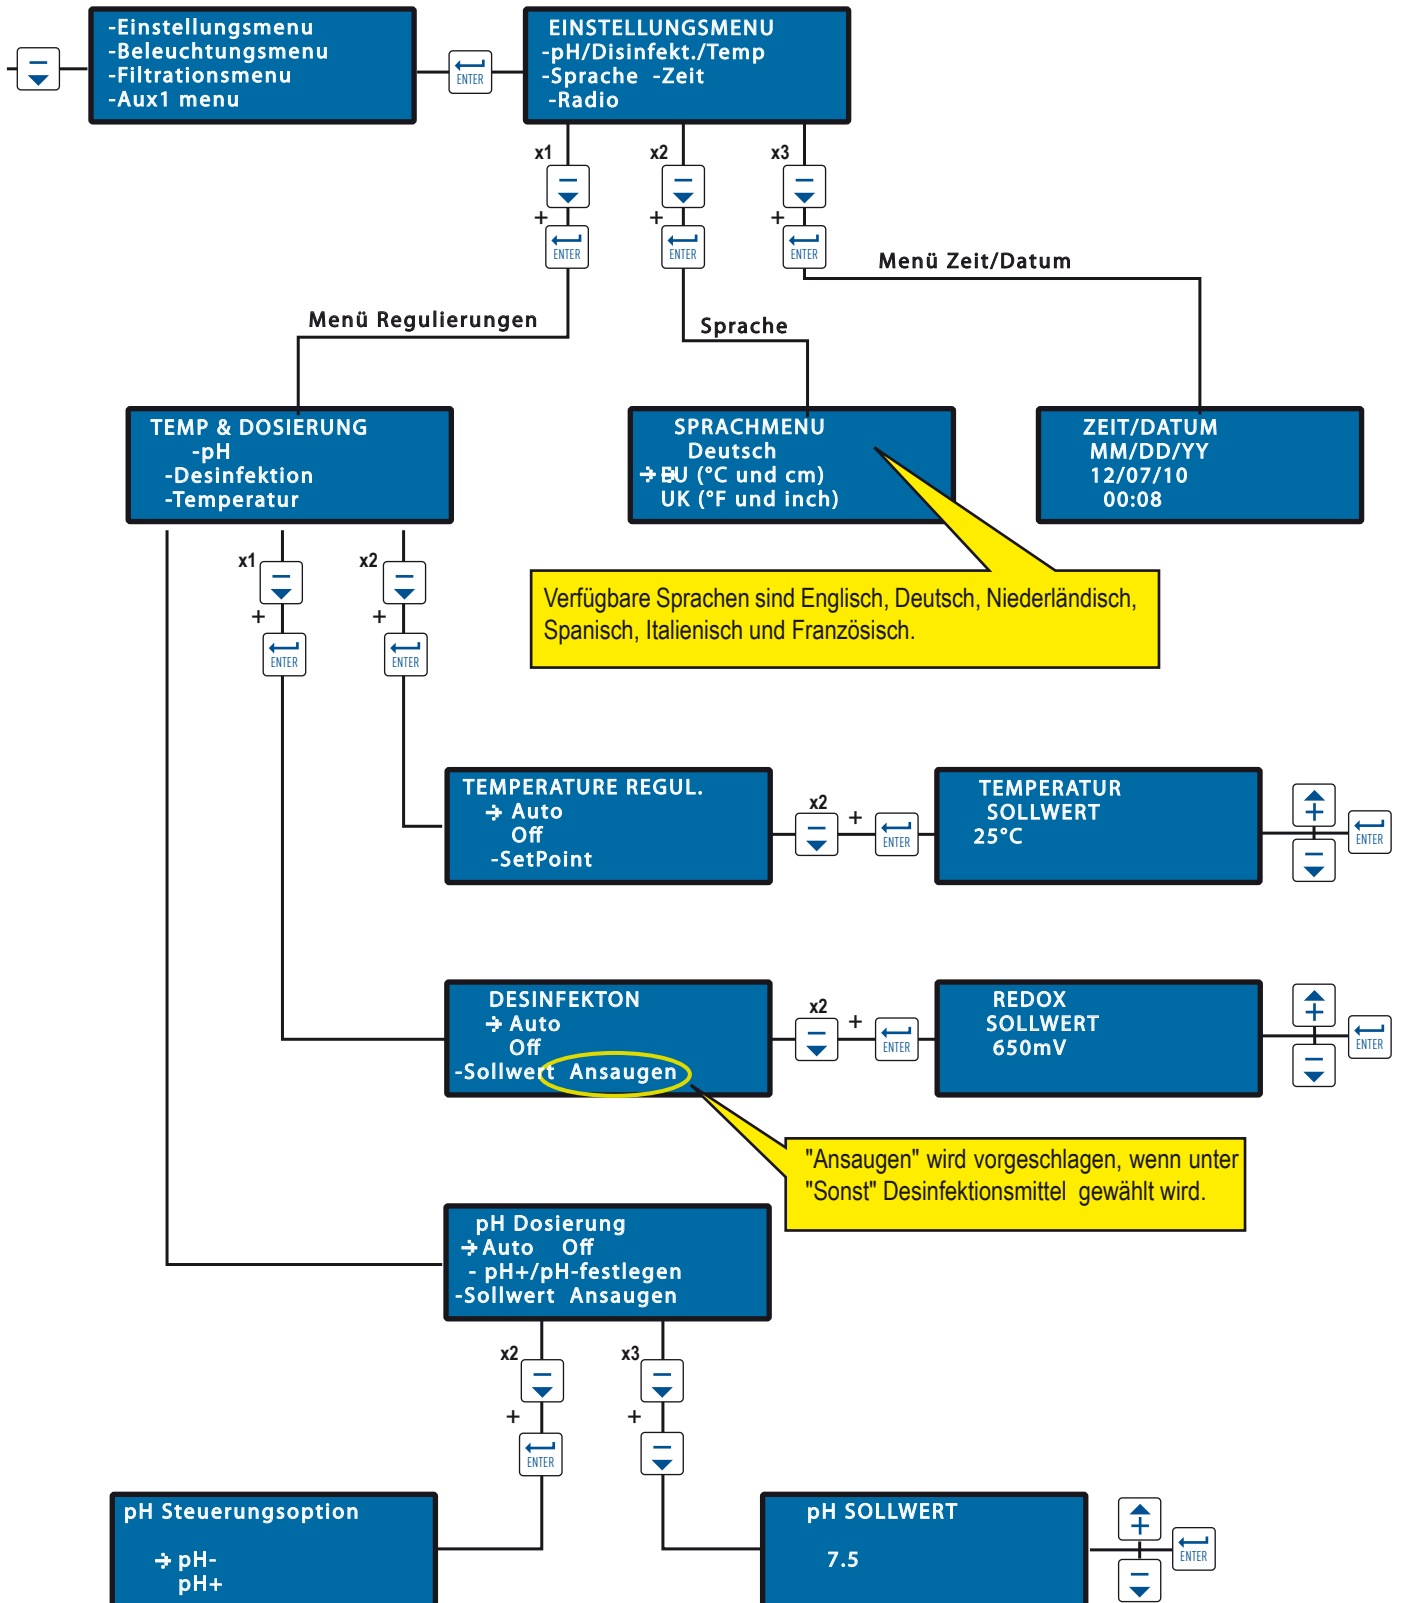 -Einstellungsmenu
-Beleuchtungsmenu
-Filtrationsmenu
-Aux1 menu
ENTER
EINSTELLUNGSMENU
-pH/Disinfekt./Temp
-Sprache -Zeit
-Radio
x1
x2
x3
+
+
+
ENTER
ENTER
ENTER
Menü Zeit/Datum
Menü Regulierungen
Sprache
TEMP & DOSIERUNG
-pH
-Desinfektion
-Temperatur
SPRACHMENU
Deutsch
EU (°C und cm)
UK (°F und inch)
ZEIT/DATUM
MM/DD/YY
12/07/10
00:08
x1
x2
+
+
ENTER
ENTER
Verfügbare Sprachen sind Englisch, Deutsch, Niederländisch,
Spanisch, Italienisch und Französisch.
TEMPERATURE REGUL.
Auto
Off
-SetPoint
x2
+
ENTER
TEMPERATUR
SOLLWERT
25°C
ENTER
DESINFEKTON
Auto
Off
-Sollwert Ansaugen
x2
+
ENTER
REDOX
SOLLWERT
650mV
ENTER
"Ansaugen" wird vorgeschlagen, wenn unter
"Sonst" Desinfektionsmittel gewählt wird.
pH Dosierung
Auto Off
- pH+/pH-festlegen
-Sollwert Ansaugen
x2
x3
+
+
ENTER
pH Steuerungsoption
pH-
pH+
pH SOLLWERT
7.5
ENTER